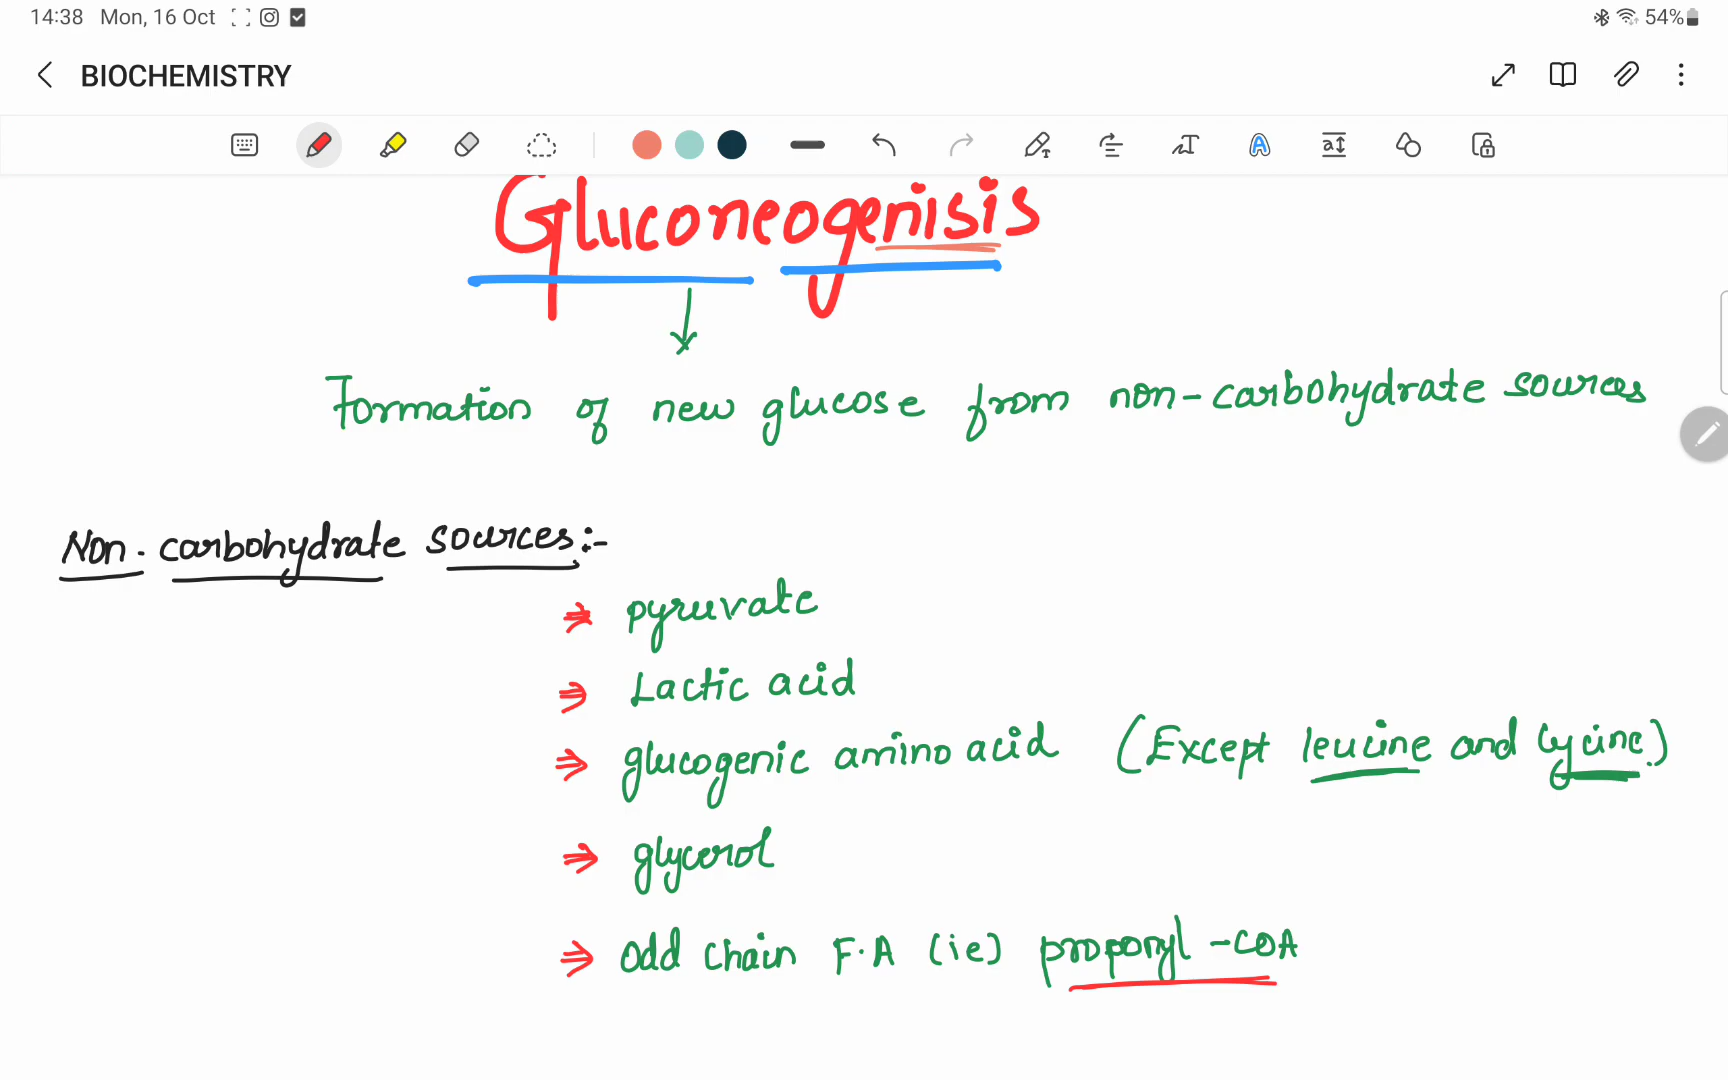 14:38 Mon, 16 Oct 54%
BIOCHEMISTRY
Gluconeogenisis
Formation of new glucose from non-carbohydrate sources
Non-carbohydrate sources:-
⇒ pyruvate
⇒ Lactic acid
⇒ glucogenic amino acid (Except leucine and lycine.)
⇒ glycerol
⇒ odd chain F.A (ie) proponyl-COA